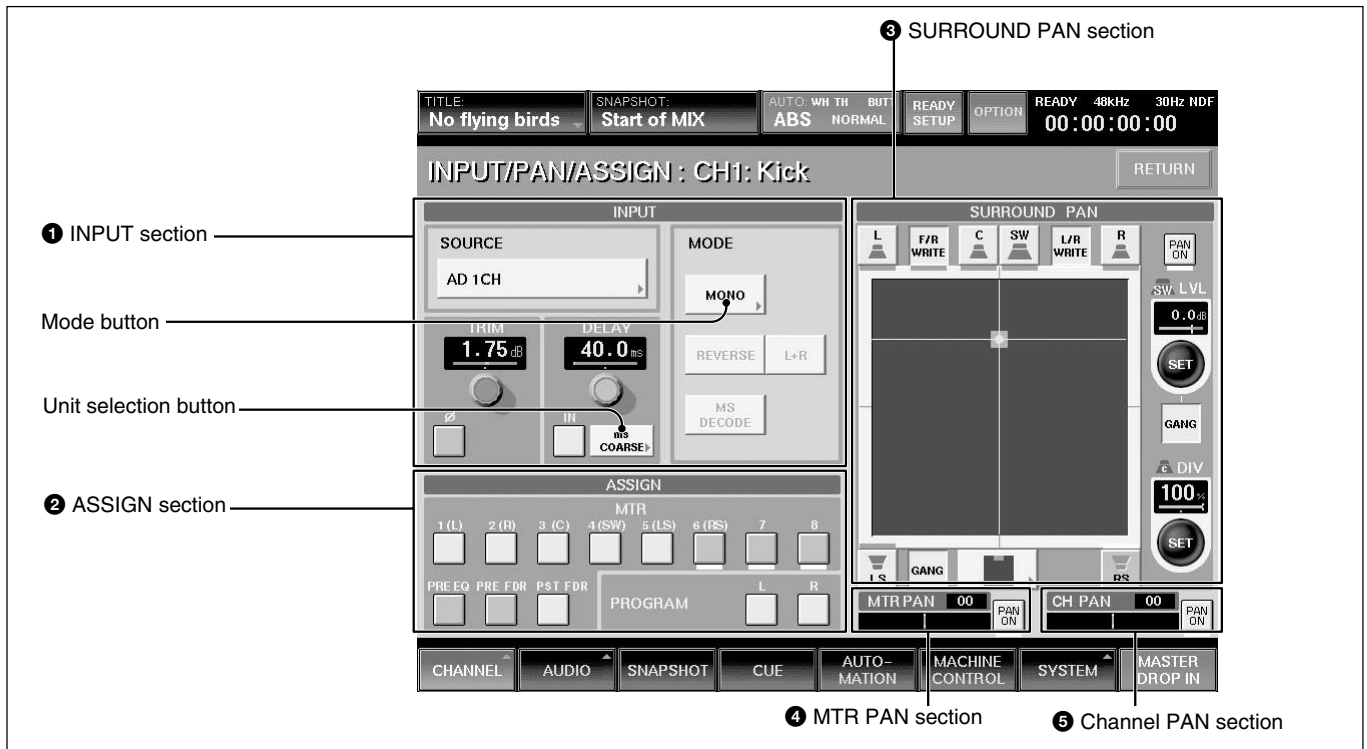 ❸ SURROUND PAN section
TITLE:
No flying birds
SNAPSHOT:
Start of MIX
AUTO: WH TH BUTT
ABS NORMAL
READY
SETUP
OPTION
READY 48kHz 30Hz NDF
00:00:00:00
INPUT/PAN/ASSIGN : CH1: Kick
RETURN
❶ INPUT section
Mode button
Unit selection button
❷ ASSIGN section
INPUT
SOURCE
AD 1CH
MODE
MONO
TRIM
1.75 dB
DELAY
40.0 ms
REVERSE
L+R
Ø
IN
ms
COARSE
MS
DECODE
ASSIGN
MTR
1 (L) 2 (R) 3 (C) 4 (SW) 5 (LS) 6 (RS) 7 8
PRE EQ PRE FDR PST FDR
PROGRAM
L R
SURROUND PAN
L
F/R
WRITE
C
SW
L/R
WRITE
R
PAN
ON
SW LVL
0.0dB
SET
GANG
C DIV
100%
SET
LS
GANG
RS
MTR PAN 00
PAN
ON
CH PAN 00
PAN
ON
CHANNEL
AUDIO
SNAPSHOT
CUE
AUTO-
MATION
MACHINE
CONTROL
SYSTEM
MASTER
DROP IN
❹ MTR PAN section
❺ Channel PAN section